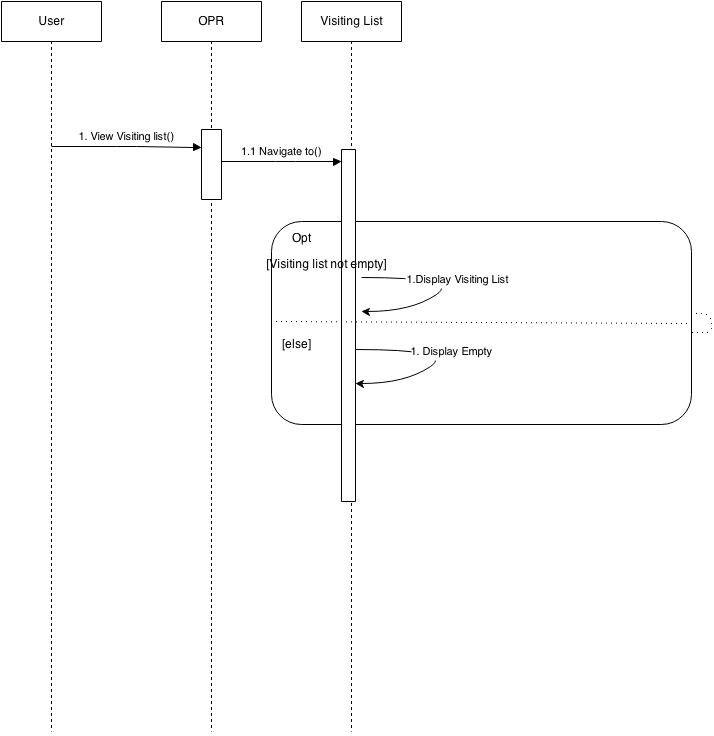 User
OPR
Visiting List
1. View Visiting list()
1.1 Navigate to()
Opt
[Visiting list not empty]
1.Display Visiting List
[else]
1. Display Empty